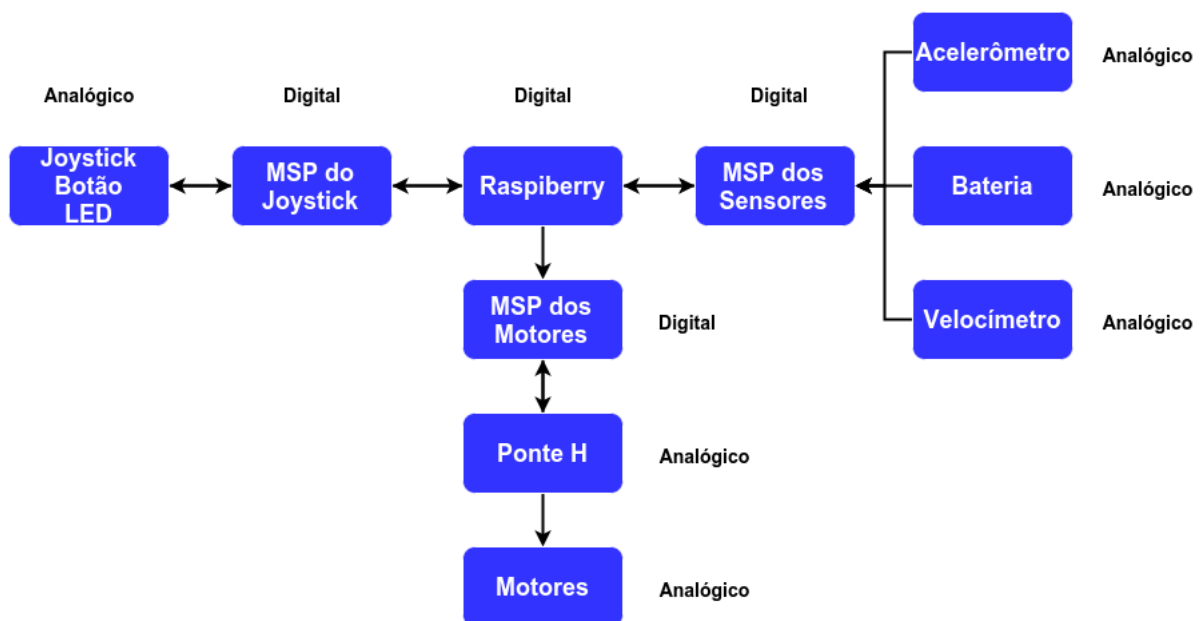 Acelerômetro
Analógico
Analógico
Digital
Digital
Digital
Joystick
Botão
LED
MSP do
Joystick
Raspiberry
MSP dos
Sensores
Bateria
Analógico
MSP dos
Motores
Digital
Velocímetro
Analógico
Ponte H
Analógico
Motores
Analógico